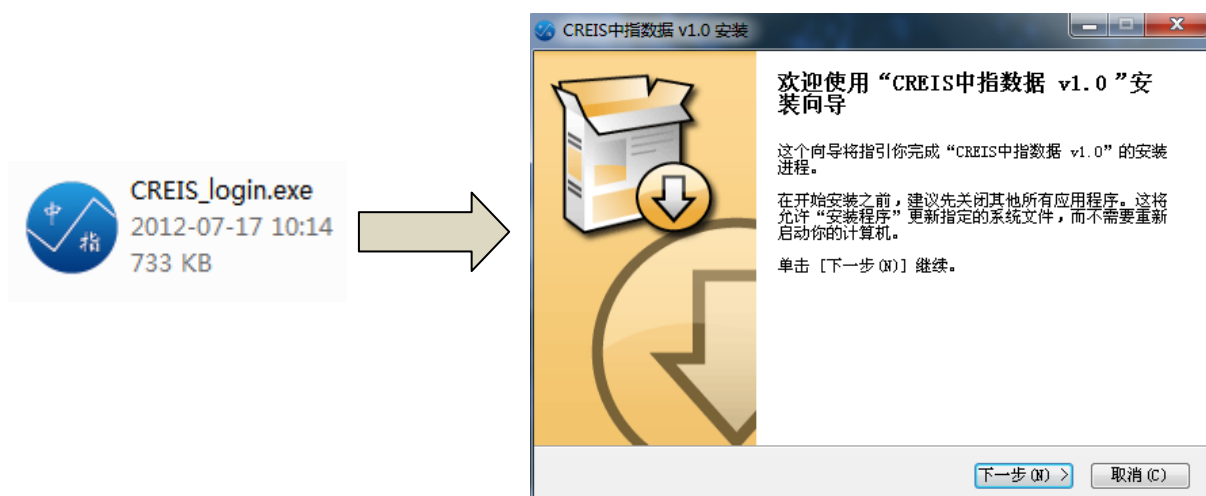 中
指
CREIS_login.exe
2012-07-17 10:14
733 KB
CREIS中指数据 v1.0 安装
欢迎使用“CREIS中指数据 v1.0 ”安
装向导
这个向导将指引你完成“CREIS中指数据 v1.0”的安装
进程。
在开始安装之前，建议先关闭其他所有应用程序。这将
允许“安装程序”更新指定的系统文件，而不需要重新
启动你的计算机。
单击 [下一步(N)] 继续。
下一步(N) >
取消(C)